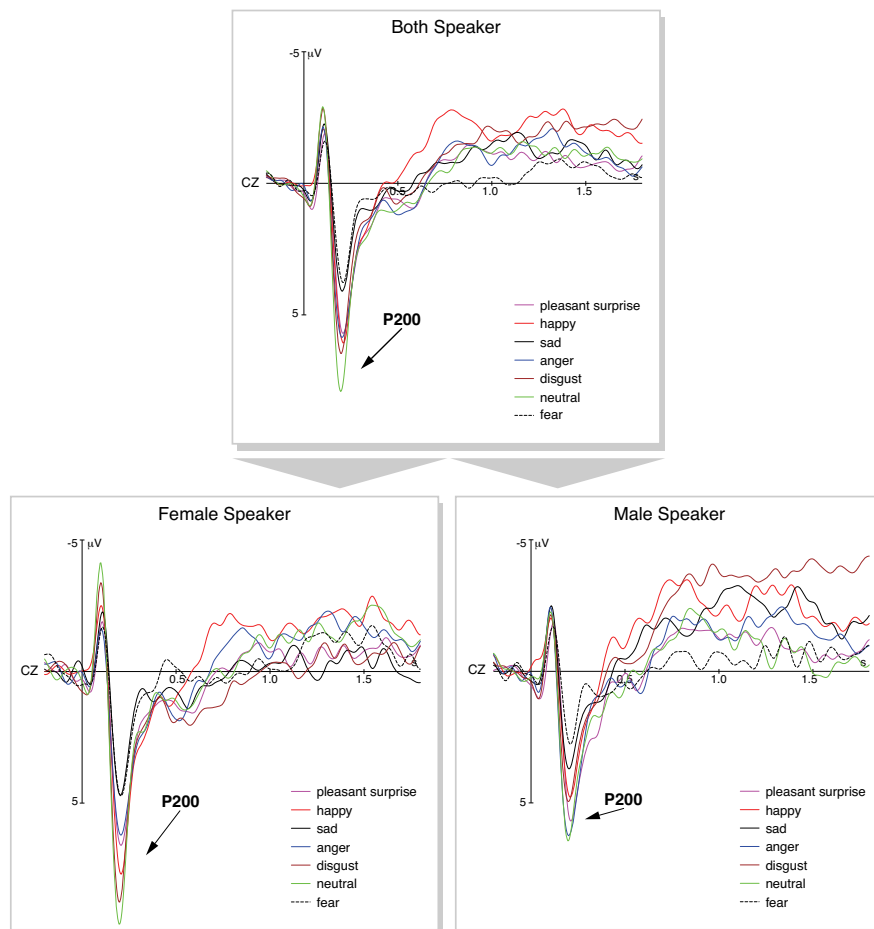 Both Speaker
-5
µV
CZ
0.5
1.0
1.5
s
5
P200
pleasant surprise
happy
sad
anger
disgust
neutral
fear
Female Speaker
-5
µV
CZ
0.5
1.0
1.5
s
5
P200
pleasant surprise
happy
sad
anger
disgust
neutral
fear
Male Speaker
-5
µV
CZ
0.5
1.0
1.5
s
5
P200
pleasant surprise
happy
sad
anger
disgust
neutral
fear